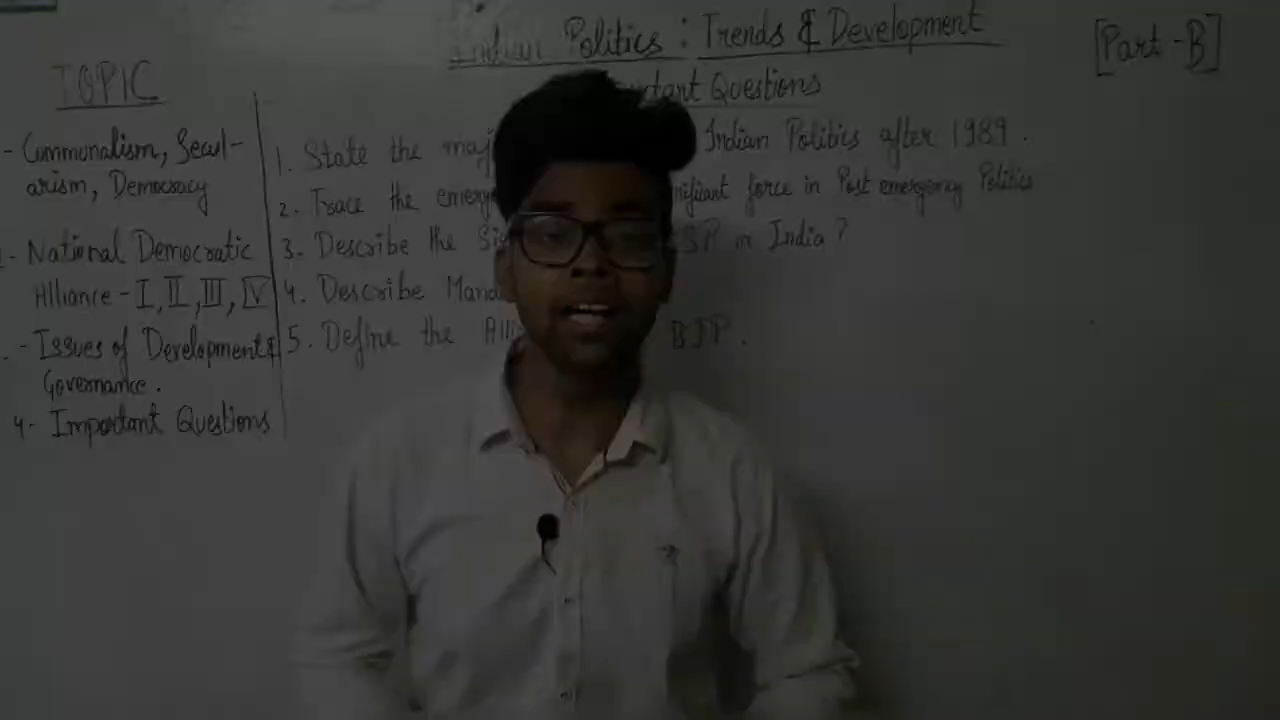 Indian Politics : Trends & Development
[Part -B]
Questions
TOPIC
- Communalism, Secul-
arism, Democracy
- National Democratic
Alliance - I, II, III, IV
- Issues of Development &
Governance.
4- Important Questions
1. State the Indian Politics after 1989.
2. Trace the force in Post emergency Politics
3. Describe the in India?
4. Describe
5. Define the BJP.